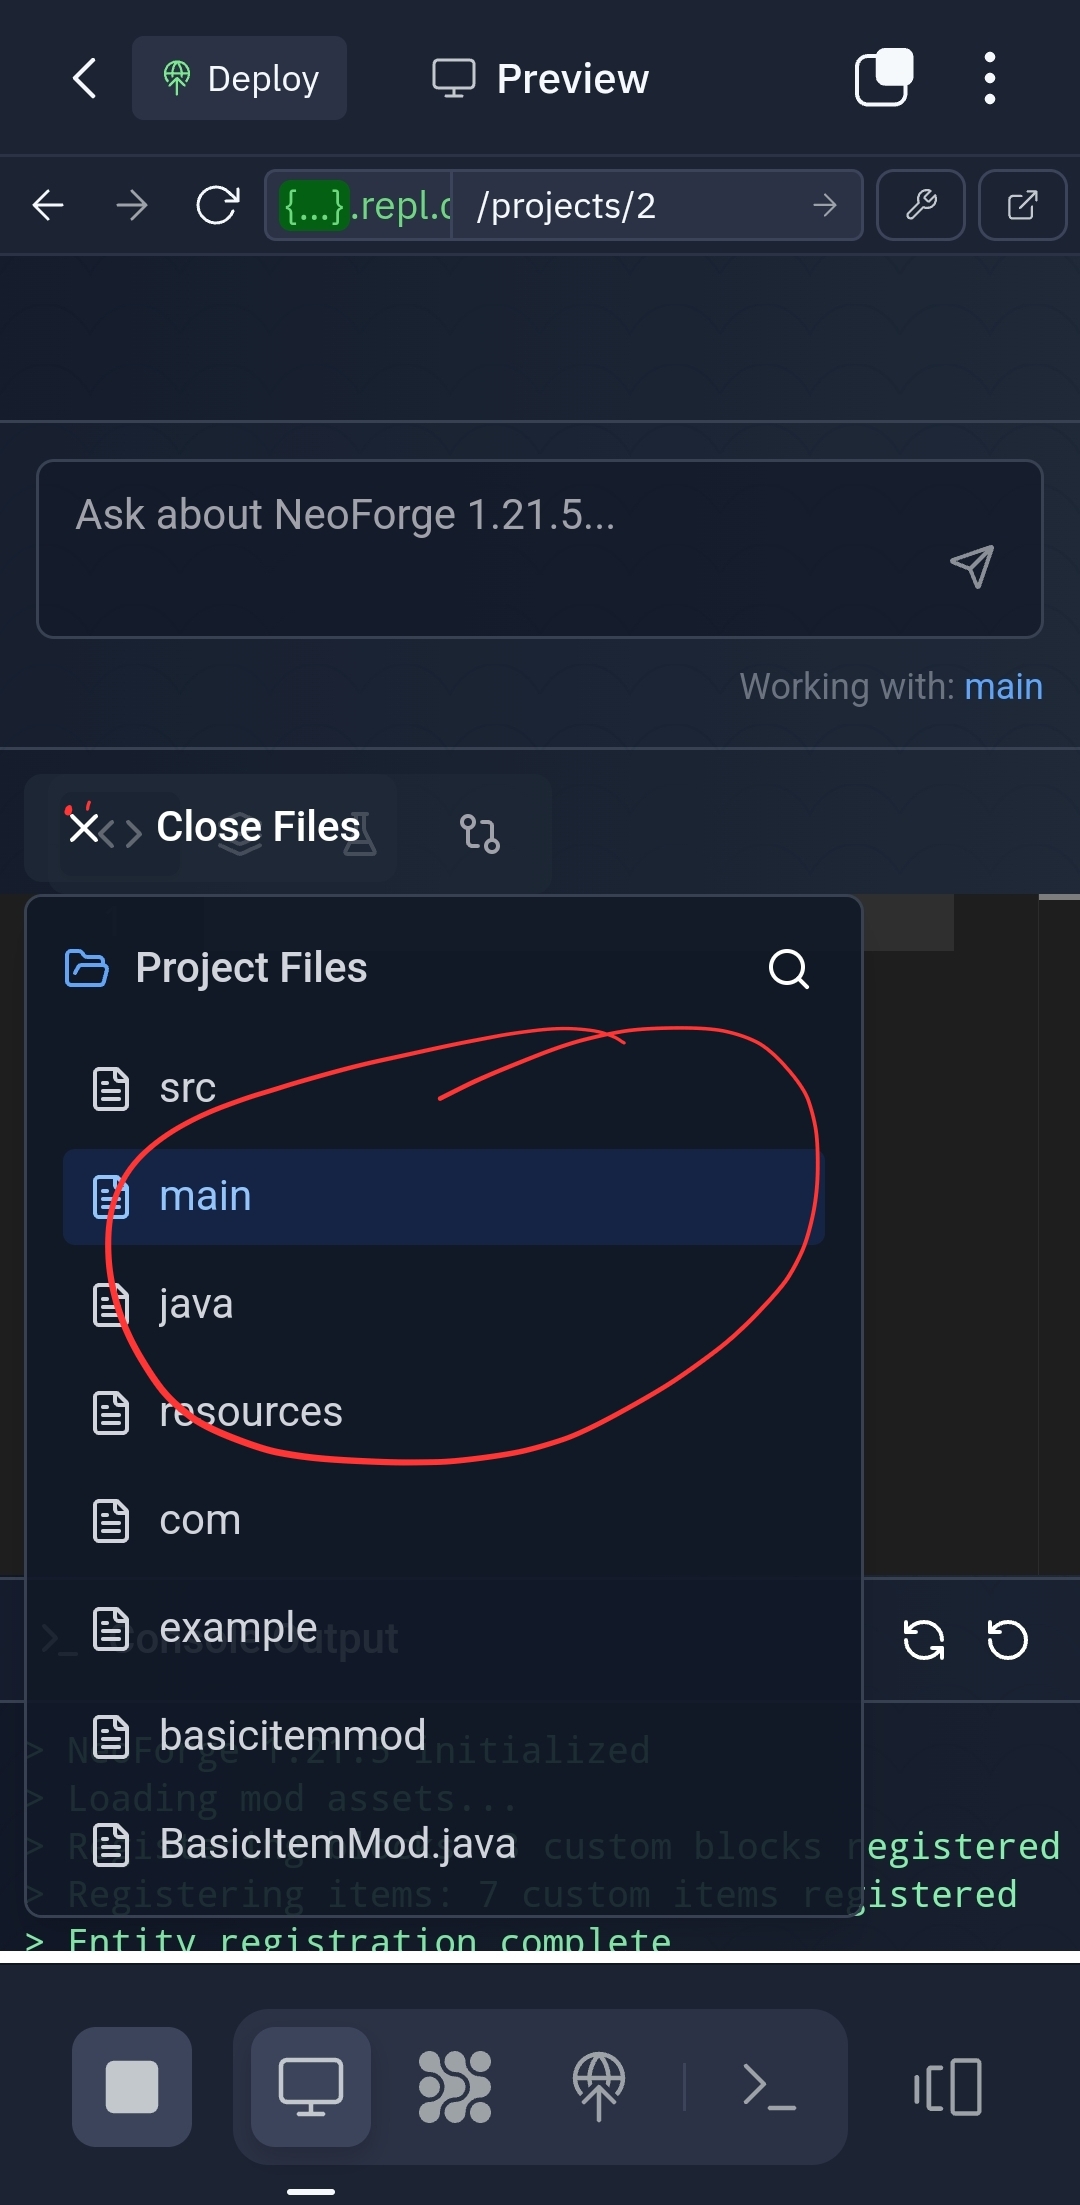 Deploy
Preview
{...}.repl.c
/projects/2
Ask about NeoForge 1.21.5...
Working with: main
Close Files
Project Files
src
main
java
resources
com
example
Console Output
basicitemmod
> NeoForge 1.21.5 initialized
> Loading mod assets...
BasicItemMod.java
> Registering blocks: custom blocks registered
> Registering items: 7 custom items registered
> Entity registration complete